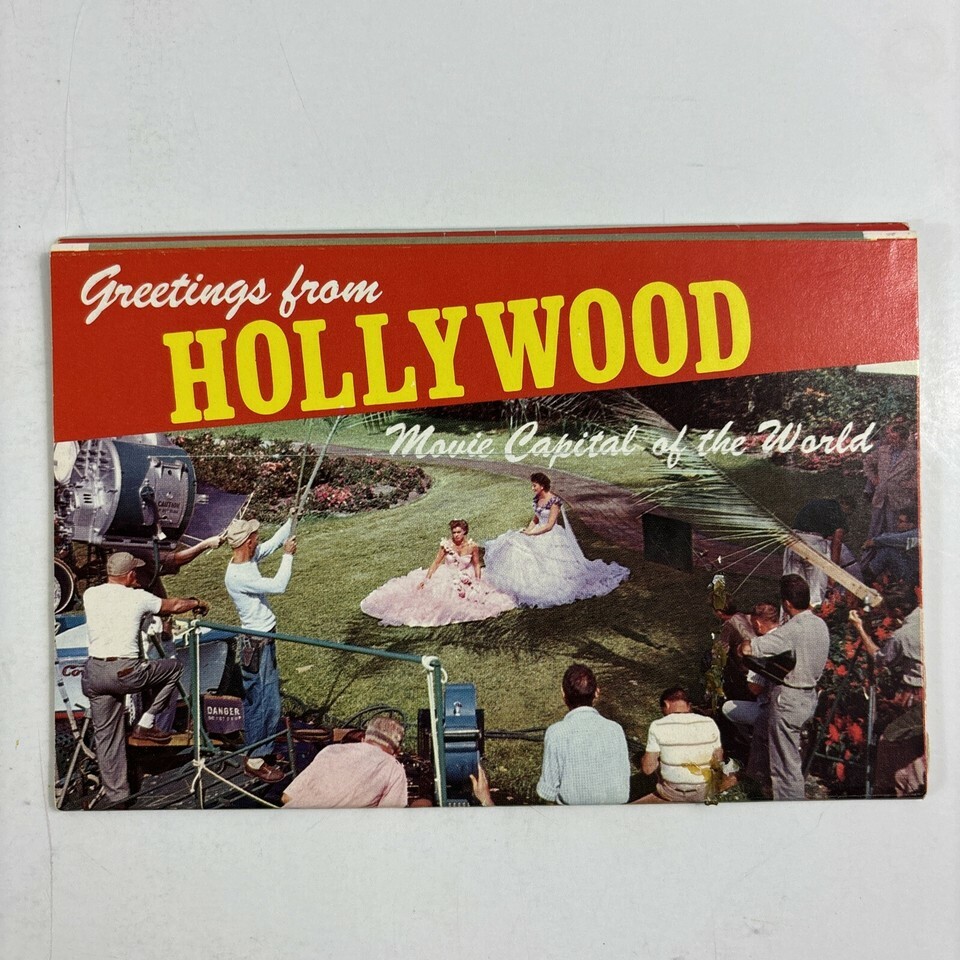 Greetings from
HOLLYWOOD
Movie Capital of the World
DANGER